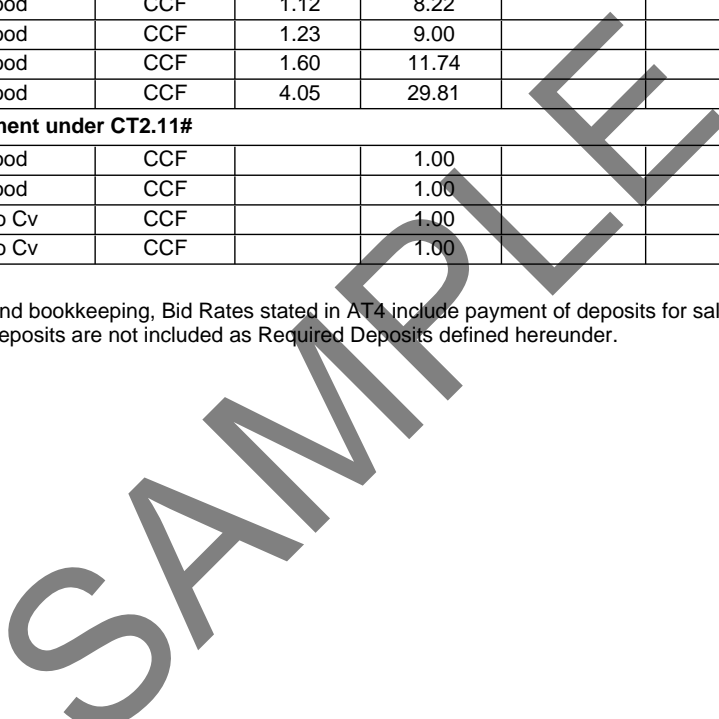 ood CCF 1.12 8.22
ood CCF 1.23 9.00
ood CCF 1.60 11.74
ood CCF 4.05 29.81
ment under CT2.11#
ood CCF 1.00
ood CCF 1.00
o Cv CCF 1.00
o Cv CCF 1.00
nd bookkeeping, Bid Rates stated in AT4 include payment of deposits for sal
eposits are not included as Required Deposits defined hereunder.
SAMPLE